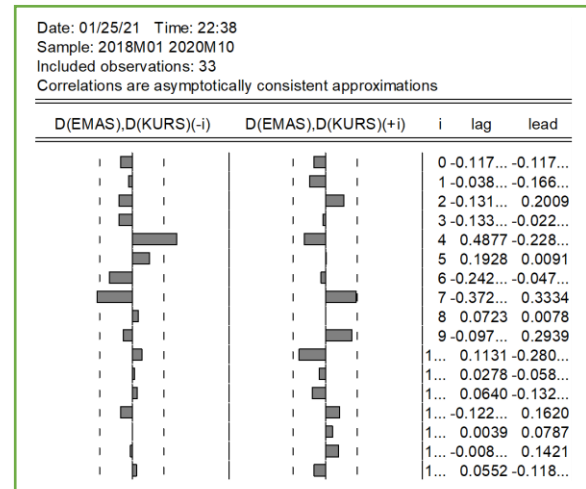 Date: 01/25/21 Time: 22:38
Sample: 2018M01 2020M10
Included observations: 33
Correlations are asymptotically consistent approximations
D(EMAS),D(KURS)(-i) D(EMAS),D(KURS)(+i) i lag lead
0 -0.117... -0.117...
1 -0.038... -0.166...
2 -0.131... 0.2009
3 -0.133... -0.022...
4 0.4877 -0.228...
5 0.1928 0.0091
6 -0.242... -0.047...
7 -0.372... 0.3334
8 0.0723 0.0078
9 -0.097... 0.2939
1... 0.1131 -0.280...
1... 0.0278 -0.058...
1... 0.0640 -0.132...
1... -0.122... 0.1620
1... 0.0039 0.0787
1... -0.008... 0.1421
1... 0.0552 -0.118...